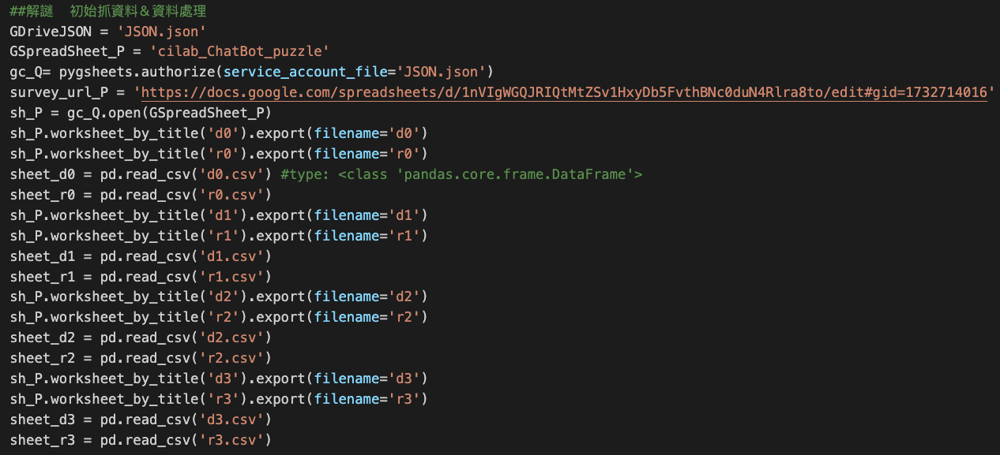 ##解謎  初始抓資料＆資料處理
GDriveJSON = 'JSON.json'
GSpreadSheet_P = 'cilab_ChatBot_puzzle'
gc_Q= pygsheets.authorize(service_account_file='JSON.json')
survey_url_P = 'https://docs.google.com/spreadsheets/d/1nVIgWGQJRIQtMtZSv1HxyDb5FvthBNc0duN4Rlra8to/edit#gid=1732714016'
sh_P = gc_Q.open(GSpreadSheet_P)
sh_P.worksheet_by_title('d0').export(filename='d0')
sh_P.worksheet_by_title('r0').export(filename='r0')
sheet_d0 = pd.read_csv('d0.csv') #type: <class 'pandas.core.frame.DataFrame'>
sheet_r0 = pd.read_csv('r0.csv')
sh_P.worksheet_by_title('d1').export(filename='d1')
sh_P.worksheet_by_title('r1').export(filename='r1')
sheet_d1 = pd.read_csv('d1.csv')
sheet_r1 = pd.read_csv('r1.csv')
sh_P.worksheet_by_title('d2').export(filename='d2')
sh_P.worksheet_by_title('r2').export(filename='r2')
sheet_d2 = pd.read_csv('d2.csv')
sheet_r2 = pd.read_csv('r2.csv')
sh_P.worksheet_by_title('d3').export(filename='d3')
sh_P.worksheet_by_title('r3').export(filename='r3')
sheet_d3 = pd.read_csv('d3.csv')
sheet_r3 = pd.read_csv('r3.csv')